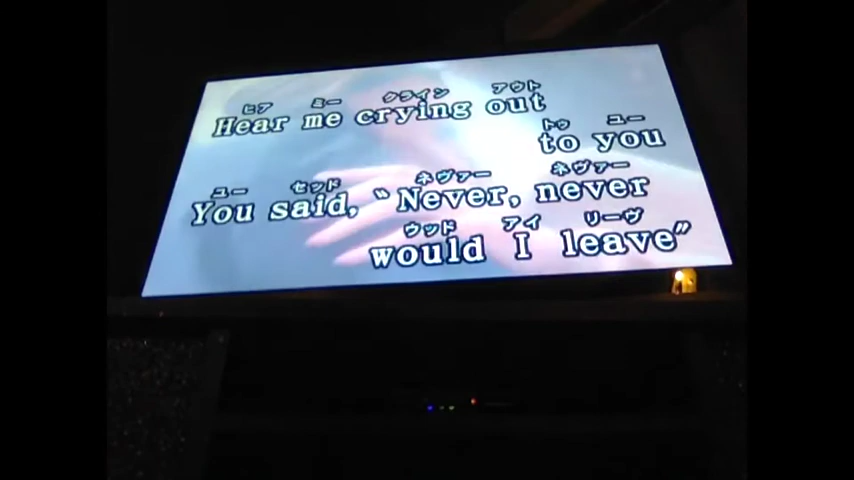 ヒア ミー クライン アウト
Hear me crying out
トゥ ユー
to you
ユー セッド ネヴァー ネヴァー
You said, “Never, never
ウッド アイ リーヴ
would I leave”